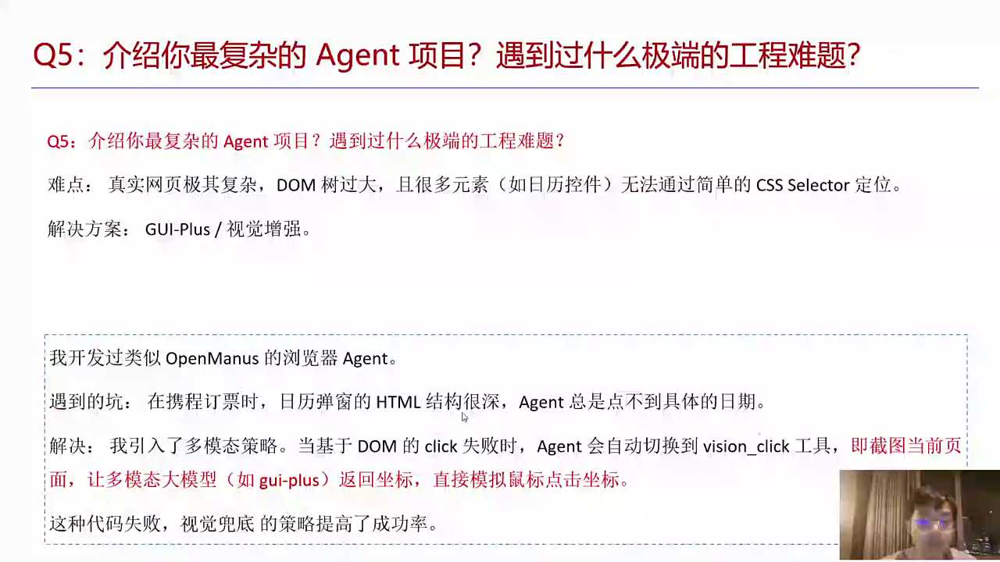 Q5：介绍你最复杂的 Agent 项目？遇到过什么极端的工程难题？
Q5：介绍你最复杂的 Agent 项目？遇到过什么极端的工程难题？
难点： 真实网页极其复杂，DOM 树过大，且很多元素（如日历控件）无法通过简单的 CSS Selector 定位。
解决方案： GUI-Plus / 视觉增强。
我开发过类似 OpenManus 的浏览器 Agent。
遇到的坑： 在携程订票时，日历弹窗的 HTML 结构很深，Agent 总是点不到具体的日期。
解决： 我引入了多模态策略。当基于 DOM 的 click 失败时，Agent 会自动切换到 vision_click 工具，即截图当前页
面，让多模态大模型（如 gui-plus）返回坐标，直接模拟鼠标点击坐标。
这种代码失败，视觉兜底 的策略提高了成功率。